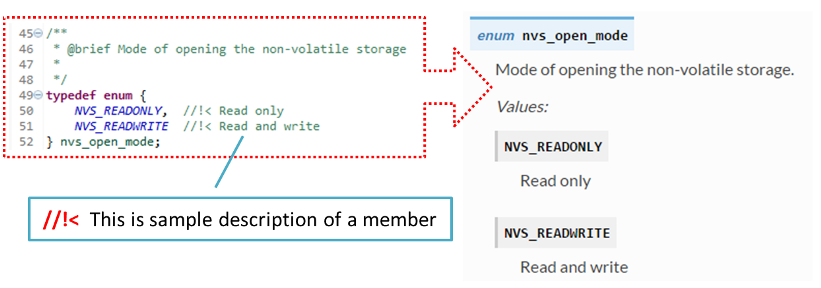 45 /**
46  * @brief Mode of opening the non-volatile storage
47  *
48  */
49 typedef enum {
50     NVS_READONLY,  //!< Read only
51     NVS_READWRITE  //!< Read and write
52 } nvs_open_mode;
//!< This is sample description of a member
enum nvs_open_mode
Mode of opening the non-volatile storage.
Values:
NVS_READONLY
Read only
NVS_READWRITE
Read and write